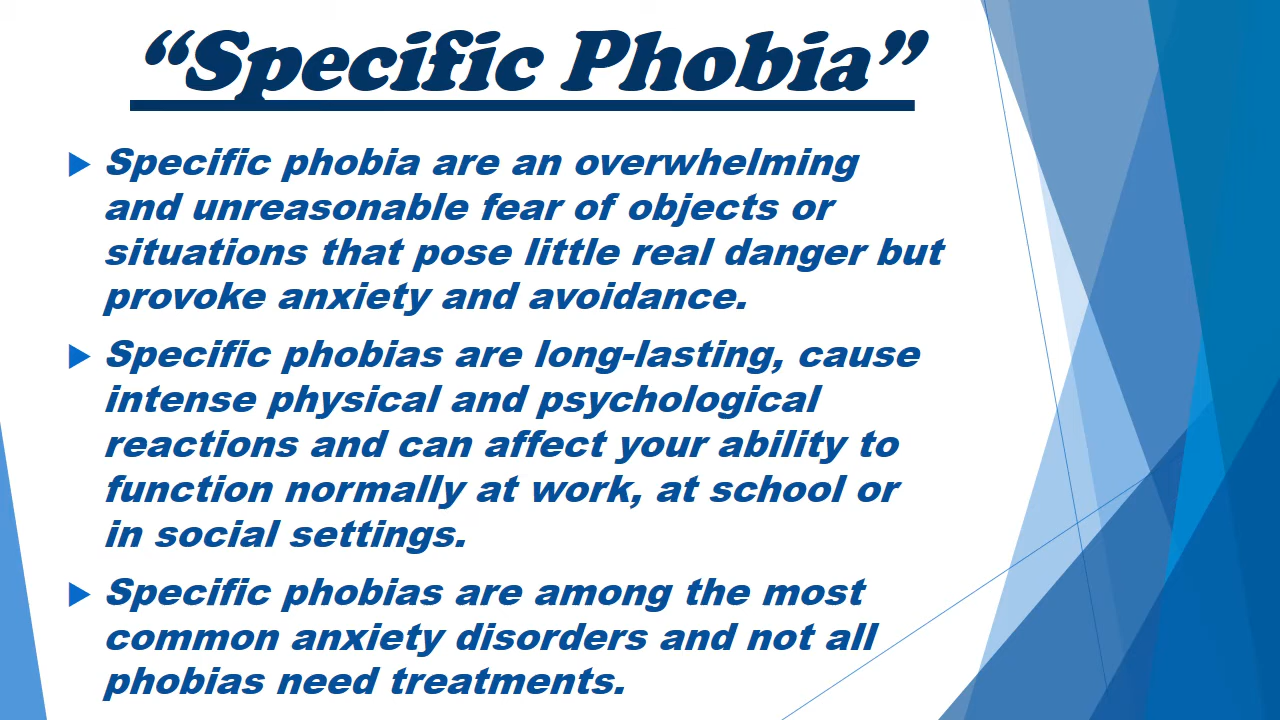 “Specific Phobia”
Specific phobia are an overwhelming
and unreasonable fear of objects or
situations that pose little real danger but
provoke anxiety and avoidance.
Specific phobias are long-lasting, cause
intense physical and psychological
reactions and can affect your ability to
function normally at work, at school or
in social settings.
Specific phobias are among the most
common anxiety disorders and not all
phobias need treatments.